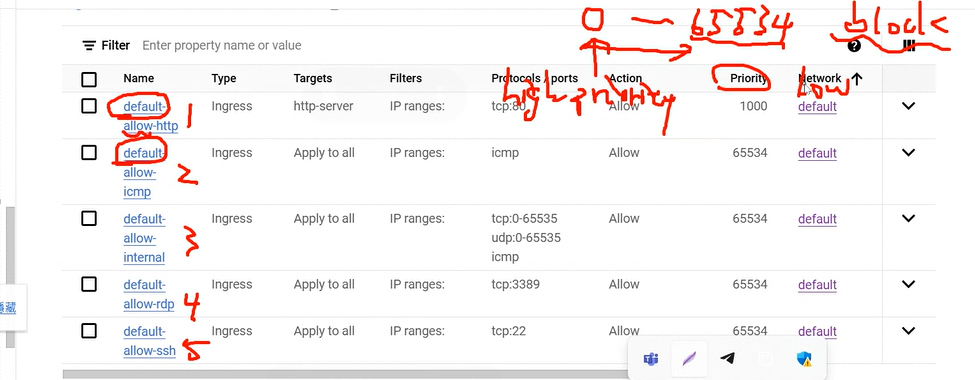 0 — 65534 block
Filter Enter property name or value
Name Type Targets Filters Protocols / ports Action Priority Network ↑
high priority low
default- Ingress http-server IP ranges: tcp:80 Allow 1000 default
allow-http 1
default- Ingress Apply to all IP ranges: icmp Allow 65534 default
allow- 2
icmp
default- Ingress Apply to all IP ranges: tcp:0-65535 Allow 65534 default
allow- 3 udp:0-65535
internal icmp
default- Ingress Apply to all IP ranges: tcp:3389 Allow 65534 default
allow-rdp 4
隱藏
default- Ingress Apply to all IP ranges: tcp:22 Allow 65534 default
allow-ssh 5